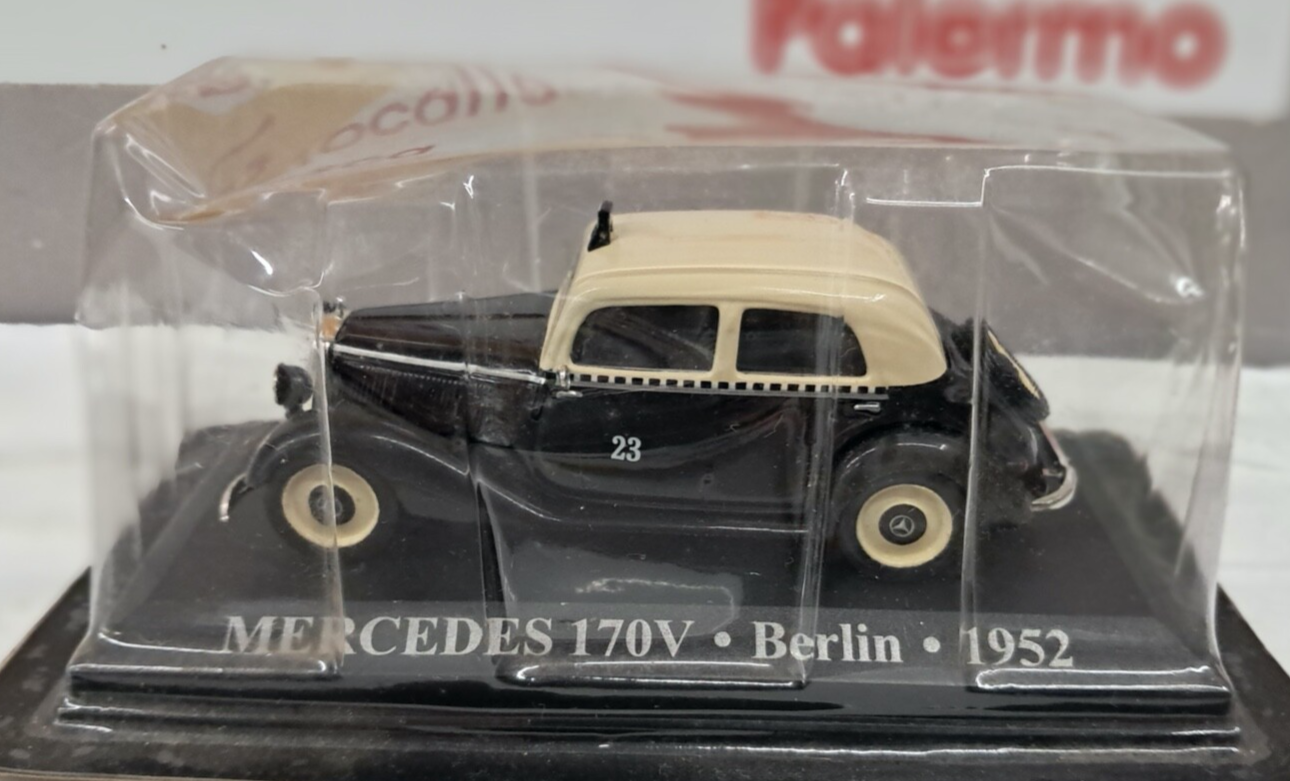 Palermo
23
MERCEDES 170V • Berlin • 1952